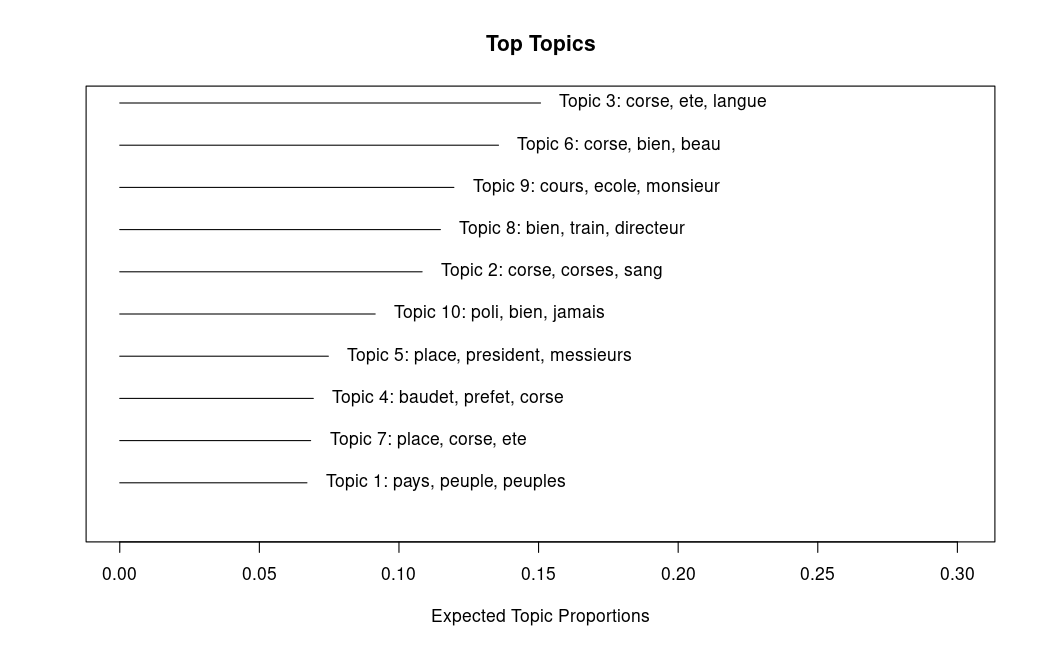 Top Topics
Topic 3: corse, ete, langue
Topic 6: corse, bien, beau
Topic 9: cours, ecole, monsieur
Topic 8: bien, train, directeur
Topic 2: corse, corses, sang
Topic 10: poli, bien, jamais
Topic 5: place, president, messieurs
Topic 4: baudet, prefet, corse
Topic 7: place, corse, ete
Topic 1: pays, peuple, peuples
0.00 0.05 0.10 0.15 0.20 0.25 0.30
Expected Topic Proportions